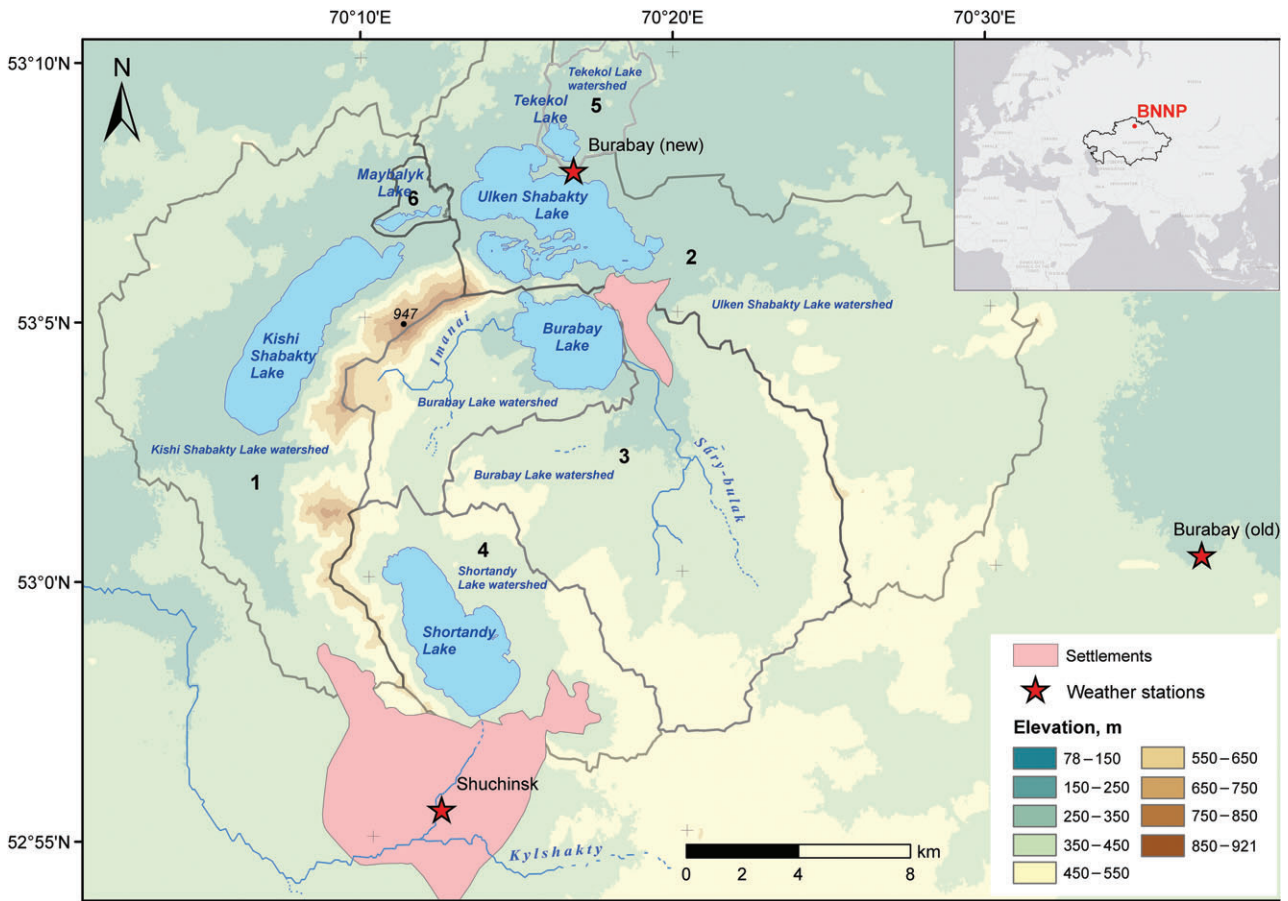 70°10'E
70°20'E
70°30'E
53°10'N
53°5'N
53°0'N
52°55'N
N
Tekekol Lake
watershed
5
Tekekol
Lake
Burabay (new)
Maybalyk
Lake
6
Ulken Shabakty
Lake
2
Ulken Shabakty Lake watershed
BNNP
947
Imanai
Kishi
Shabakty
Lake
Burabay
Lake
Burabay Lake watershed
Kishi Shabakty Lake watershed
1
3
Burabay Lake watershed
Sary-bulak
4
Shortandy
Lake watershed
Shortandy
Lake
Burabay (old)
Shuchinsk
Kylshakty
km
0
4
8
Settlements
Weather stations
Elevation, m
78–150
150–250
250–350
350–450
450–550
550–650
650–750
750–850
850–921